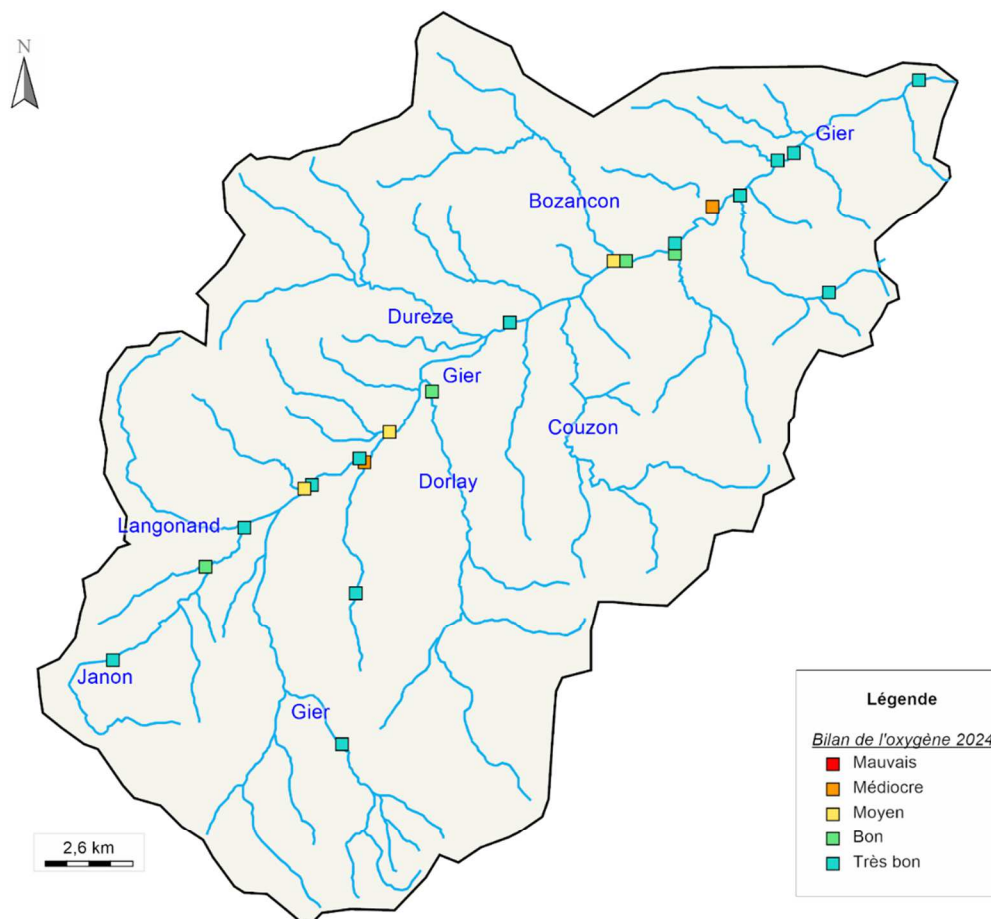 N
Gier
Bozancon
Dureze
Gier
Couzon
Dorlay
Langonand
Janon
Gier
2,6 km
Légende
Bilan de l'oxygène 2024
Mauvais
Médiocre
Moyen
Bon
Très bon